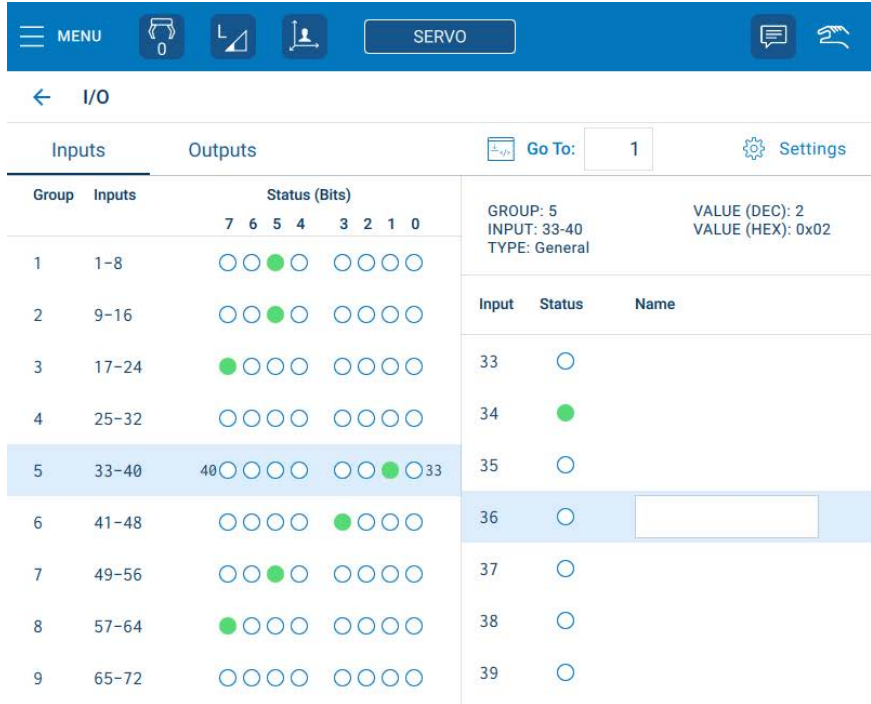 MENU 0 L SERVO
I/O
Inputs Outputs Go To: 1 Settings
Group Inputs Status (Bits)
7 6 5 4 3 2 1 0
1 1-8
2 9-16
3 17-24
4 25-32
5 33-40 40 33
6 41-48
7 49-56
8 57-64
9 65-72
GROUP: 5 VALUE (DEC): 2
INPUT: 33-40 VALUE (HEX): 0x02
TYPE: General
Input Status Name
33
34
35
36
37
38
39